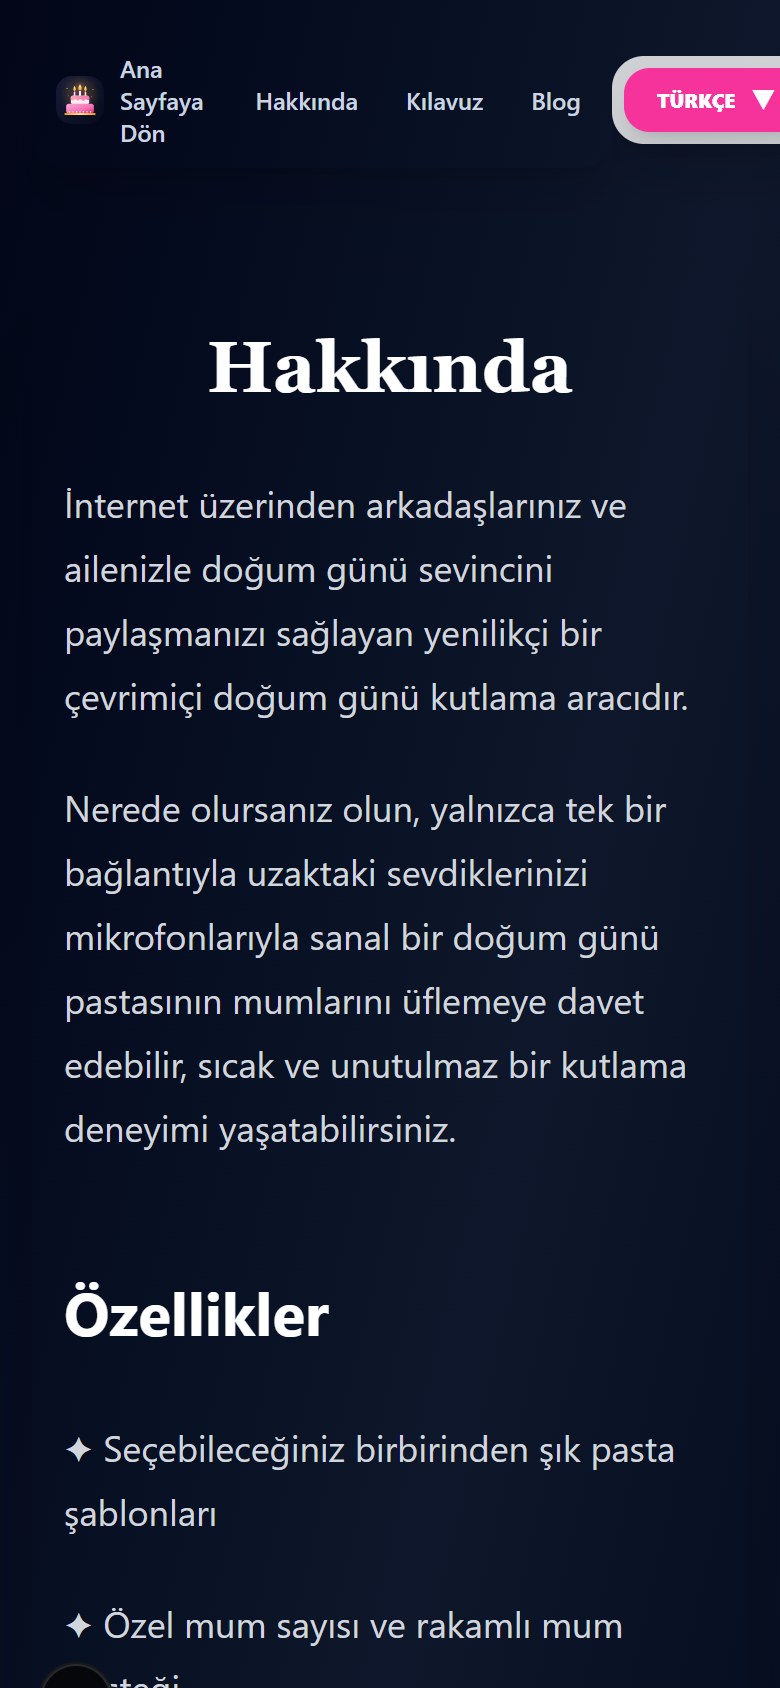 Ana
Sayfaya
Dön
Hakkında
Kılavuz
Blog
TÜRKÇE ▼
Hakkında
İnternet üzerinden arkadaşlarınız ve
ailenizle doğum günü sevincini
paylaşmanızı sağlayan yenilikçi bir
çevrimiçi doğum günü kutlama aracıdır.
Nerede olursanız olun, yalnızca tek bir
bağlantıyla uzaktaki sevdiklerinizi
mikrofonlarıyla sanal bir doğum günü
pastasının mumlarını üflemeye davet
edebilir, sıcak ve unutulmaz bir kutlama
deneyimi yaşatabilirsiniz.
Özellikler
✦ Seçebileceğiniz birbirinden şık pasta
şablonları
✦ Özel mum sayısı ve rakamlı mum